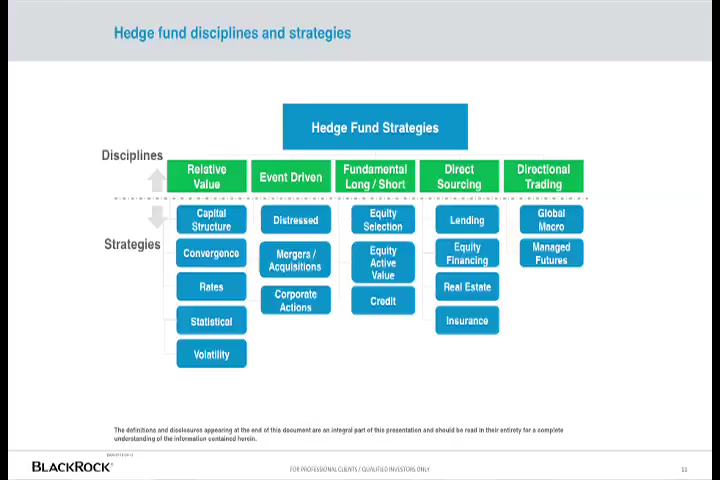 Hedge fund disciplines and strategies
Hedge Fund Strategies
Disciplines
Relative
Value
Event Driven
Fundamental
Long / Short
Direct
Sourcing
Directional
Trading
Strategies
Capital
Structure
Convergence
Rates
Statistical
Volatility
Distressed
Mergers /
Acquisitions
Corporate
Actions
Equity
Selection
Equity
Active
Value
Credit
Lending
Equity
Financing
Real Estate
Insurance
Global
Macro
Managed
Futures
The definitions and disclosures appearing at the end of this document are an integral part of this presentation and should be read in their entirety for a complete
understanding of the information contained herein.
BLACKROCK®
FOR PROFESSIONAL CLIENTS / QUALIFIED INVESTORS ONLY